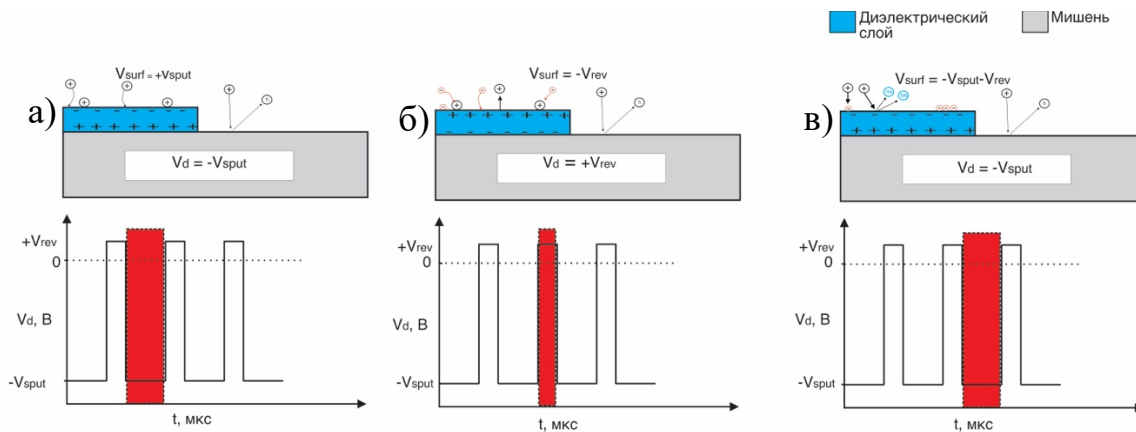 Диэлектрический
слой
Мишень
а)
Vsurf = +Vsput
Vd = -Vsput
+Vrev
0
Vd, В
-Vsput
t, мкс
б)
Vsurf = -Vrev
Vd = +Vrev
+Vrev
0
Vd, В
-Vsput
t, мкс
в)
Vsurf = -Vsput-Vrev
Vd = -Vsput
+Vrev
0
Vd, В
-Vsput
t, мкс